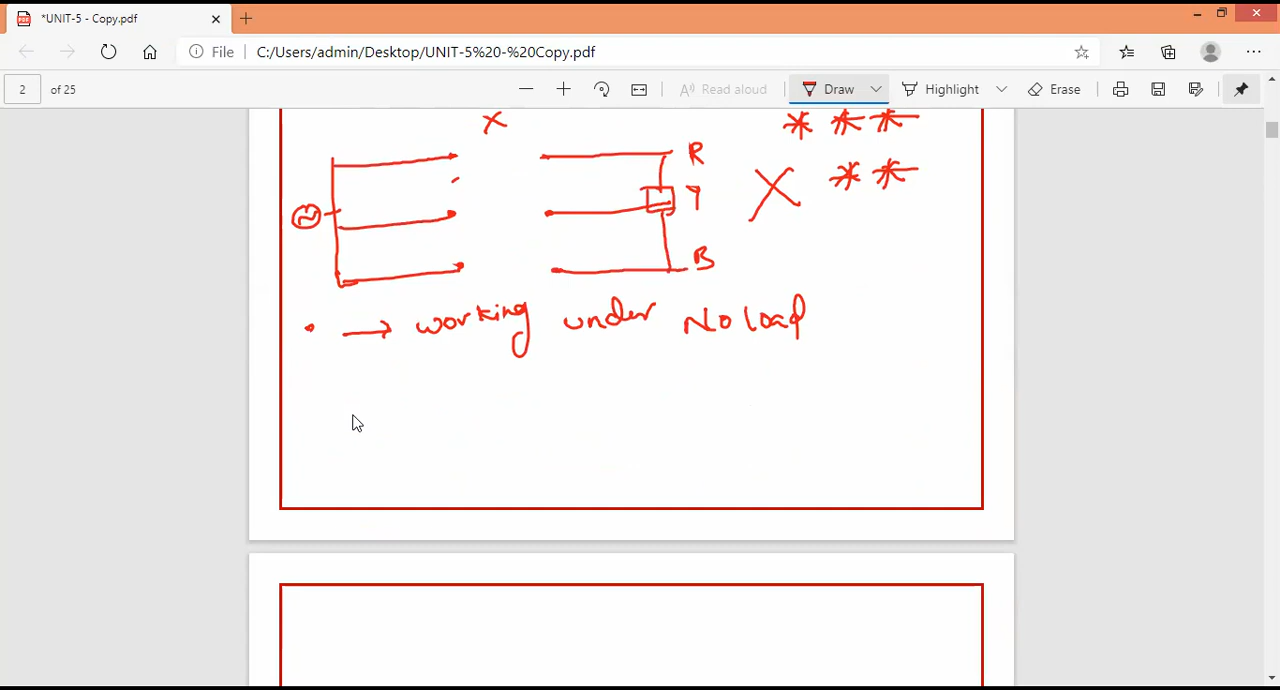 *UNIT-5 - Copy.pdf
File C:/Users/admin/Desktop/UNIT-5%20-%20Copy.pdf
2 of 25 Read aloud Draw Highlight Erase
X
R
Y
B
X
→ working under No load